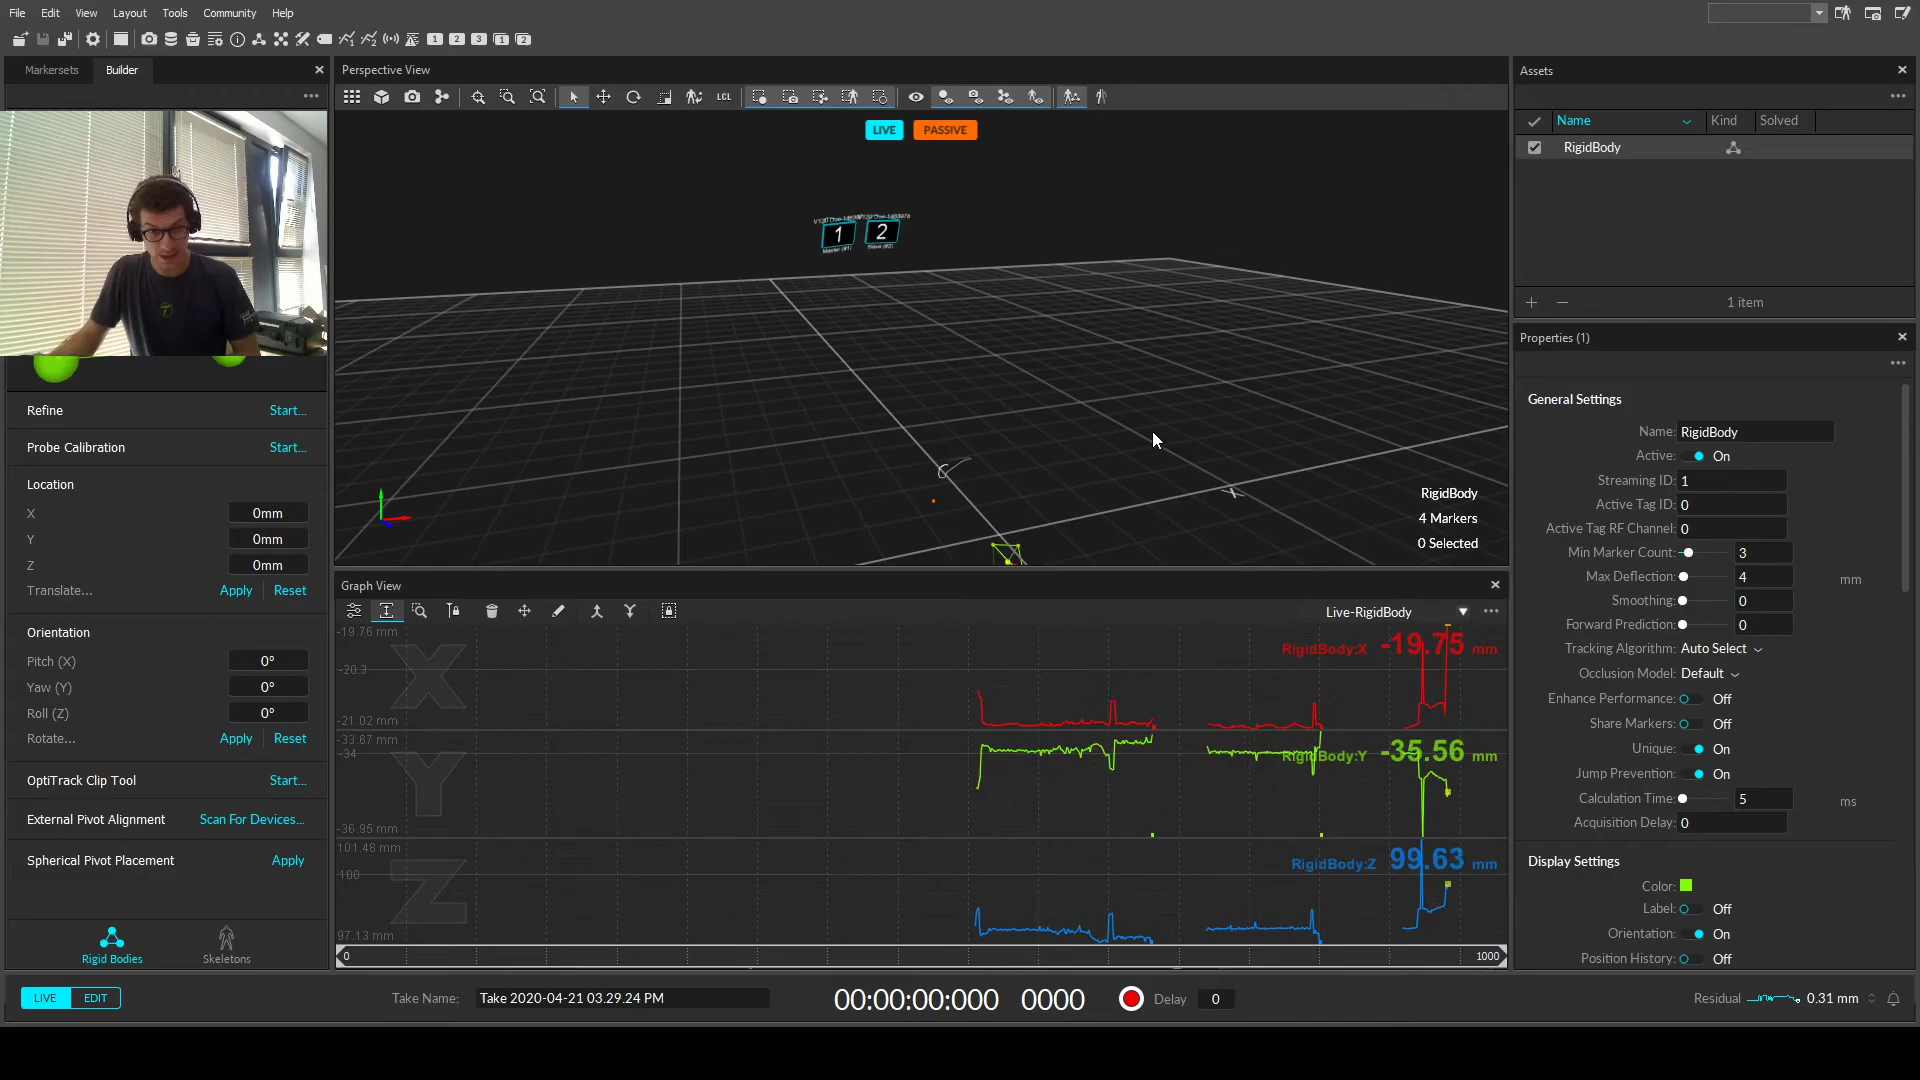 File Edit View Layout Tools Community Help
1 2 3 1 2
Markersets Builder
Perspective View
LCL
LIVE PASSIVE
1 2
Master (#1) Slave (#2)
RigidBody
4 Markers
0 Selected
Refine Start...
Probe Calibration Start...
Location
X 0mm
Y 0mm
Z 0mm
Translate... Apply Reset
Orientation
Pitch (X) 0°
Yaw (Y) 0°
Roll (Z) 0°
Rotate... Apply Reset
OptiTrack Clip Tool Start...
External Pivot Alignment Scan For Devices...
Spherical Pivot Placement Apply
Rigid Bodies Skeletons
Graph View
Live-RigidBody
-19.76 mm
-20.3
-21.02 mm
X
RigidBody:X -19.75 mm
-33.67 mm
-34
-36.95 mm
Y
RigidBody:Y -35.56 mm
101.48 mm
100
97.13 mm
Z
RigidBody:Z 99.63 mm
0 1000
Assets
Name Kind Solved
RigidBody
1 item
Properties (1)
General Settings
Name: RigidBody
Active: On
Streaming ID: 1
Active Tag ID: 0
Active Tag RF Channel: 0
Min Marker Count: 3
Max Deflection: 4 mm
Smoothing: 0
Forward Prediction: 0
Tracking Algorithm: Auto Select
Occlusion Model: Default
Enhance Performance: Off
Share Markers: Off
Unique: On
Jump Prevention: On
Calculation Time: 5 ms
Acquisition Delay: 0
Display Settings
Color:
Label: Off
Orientation: On
Position History: Off
LIVE EDIT
Take Name: Take 2020-04-21 03.29.24 PM
00:00:00:000 0000 Delay 0
Residual 0.31 mm